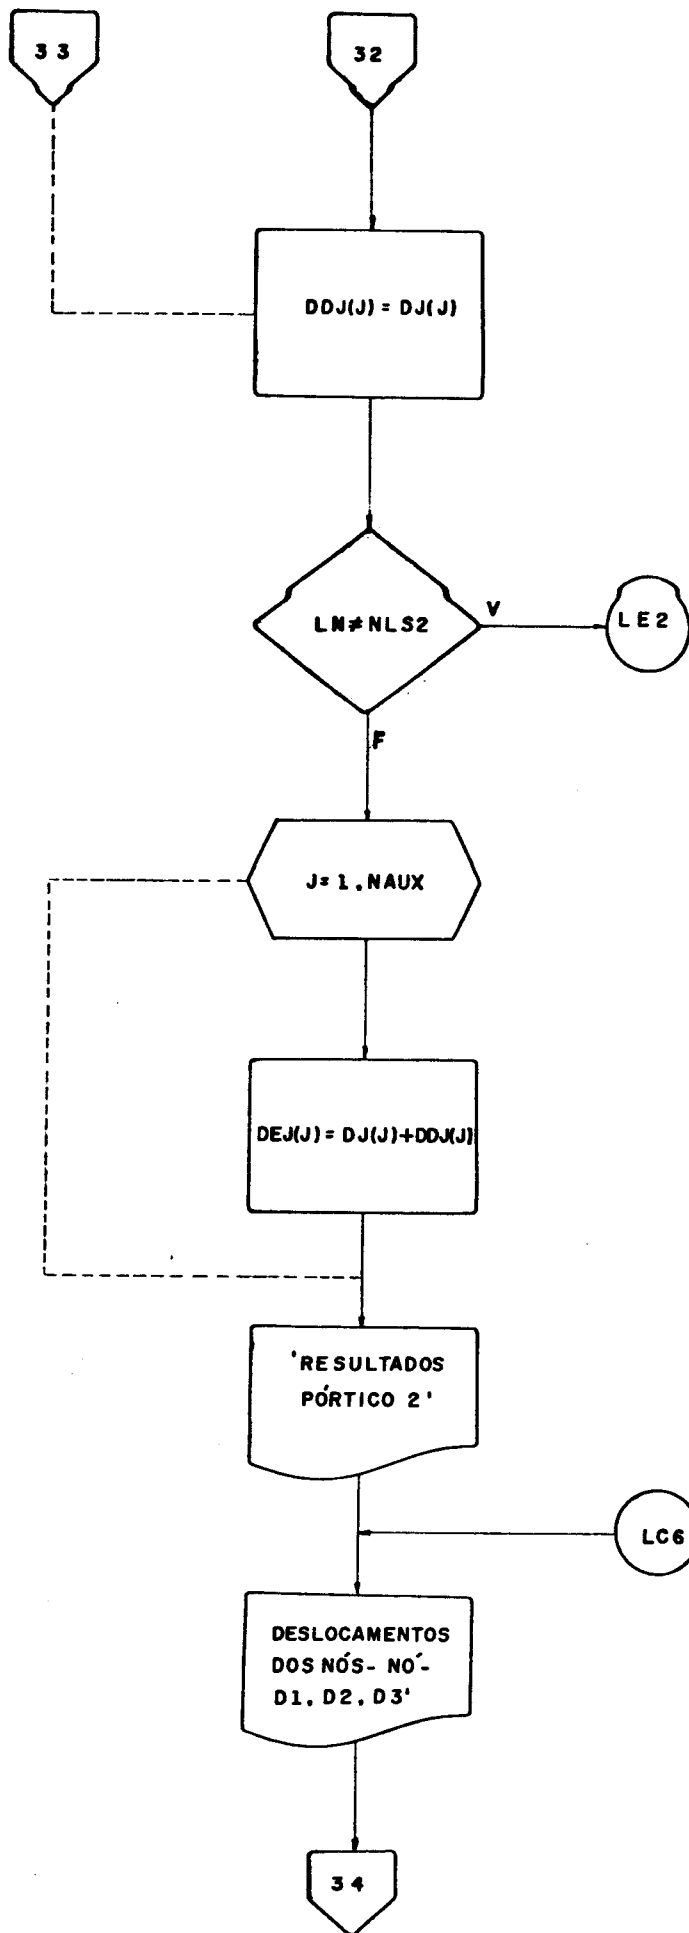 33
32
DDJ(J) = DJ(J)
LN≠NLS2
V
LE2
F
J=1,NAUX
DEJ(J) = DJ(J)+DDJ(J)
'RESULTADOS
PÓRTICO 2'
LC6
DESLOCAMENTOS
DOS NÓS- NÓ-
D1, D2, D3'
34